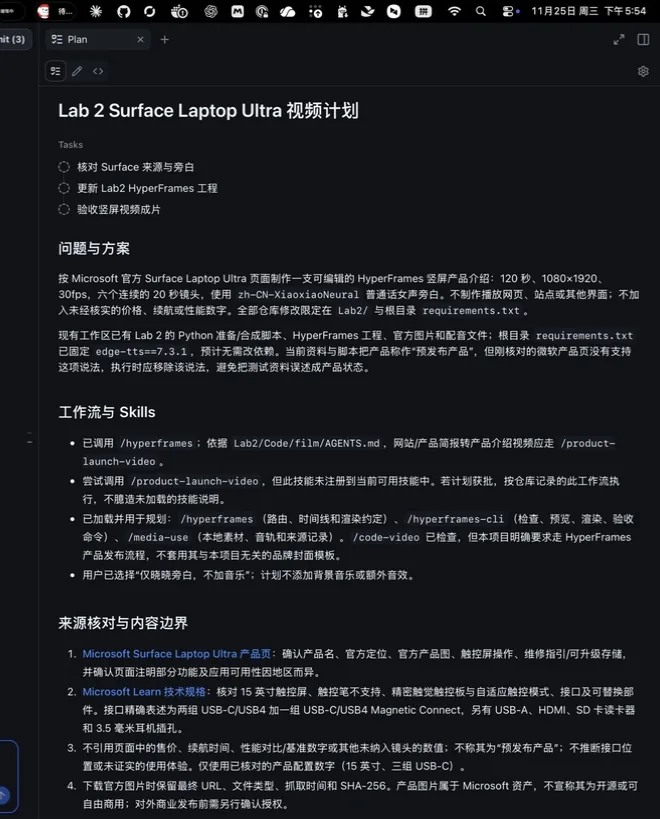 待...
拼
11月25日 周三 下午5:54
nit (3)
Plan
Lab 2 Surface Laptop Ultra 视频计划
Tasks
核对 Surface 来源与旁白
更新 Lab2 HyperFrames 工程
验收竖屏视频成片
问题与方案
按 Microsoft 官方 Surface Laptop Ultra 页面制作一支可编辑的 HyperFrames 竖屏产品介绍：120 秒、1080×1920、
30fps，六个连续的 20 秒镜头，使用 zh-CN-XiaoxiaoNeural 普通话女声旁白。不制作播放网页、站点或其他界面；不加
入未经核实的价格、续航或性能数字。全部仓库修改限定在 Lab2/ 与根目录 requirements.txt 。
现有工作区已有 Lab 2 的 Python 准备/合成脚本、HyperFrames 工程、官方图片和配音文件；根目录 requirements.txt
已固定 edge-tts==7.3.1 ，预计无需改依赖。当前资料与脚本把产品称作“预发布产品”，但刚核对的微软产品页没有支持
这项说法，执行时应移除该说法，避免把测试资料误述成产品状态。
工作流与 Skills
已调用 /hyperframes ；依据 Lab2/Code/film/AGENTS.md ，网站/产品简报转产品介绍视频应走 /product-
launch-video 。
尝试调用 /product-launch-video ，但此技能未注册到当前可用技能中。若计划获批，按仓库记录的此工作流执
行，不臆造未加载的技能说明。
已加载并用于规划： /hyperframes （路由、时间线和渲染约定）、 /hyperframes-cli （检查、预览、渲染、验收
命令）、 /media-use （本地素材、音轨和来源记录）。 /code-video 已检查，但本项目明确要求走 HyperFrames
产品发布流程，不套用其与本项目无关的品牌封面模板。
用户已选择“仅晓晓旁白，不加音乐”；计划不添加背景音乐或额外音效。
来源核对与内容边界
1. Microsoft Surface Laptop Ultra 产品页：确认产品名、官方定位、官方产品图、触控屏操作、维修指引/可升级存储，
并确认页面注明部分功能及应用可用性因地区而异。
2. Microsoft Learn 技术规格：核对 15 英寸触控屏、触控笔不支持、精密触觉触控板与自适应触控模式、接口及可替换部
件。接口精确表述为两组 USB-C/USB4 加一组 USB-C/USB4 Magnetic Connect，另有 USB-A、HDMI、SD 卡读卡器
和 3.5 毫米耳机插孔。
3. 不引用页面中的售价、续航时间、性能对比/基准数字或其他未纳入镜头的数值；不称其为“预发布产品”；不推断接口位
置或未证实的使用体验。仅使用已核对的产品配置数字（15 英寸、三组 USB-C）。
4. 下载官方图片时保留最终 URL、文件类型、抓取时间和 SHA-256。产品图片属于 Microsoft 资产，不宣称其为开源或可
自由商用；对外商业发布前需另行确认授权。